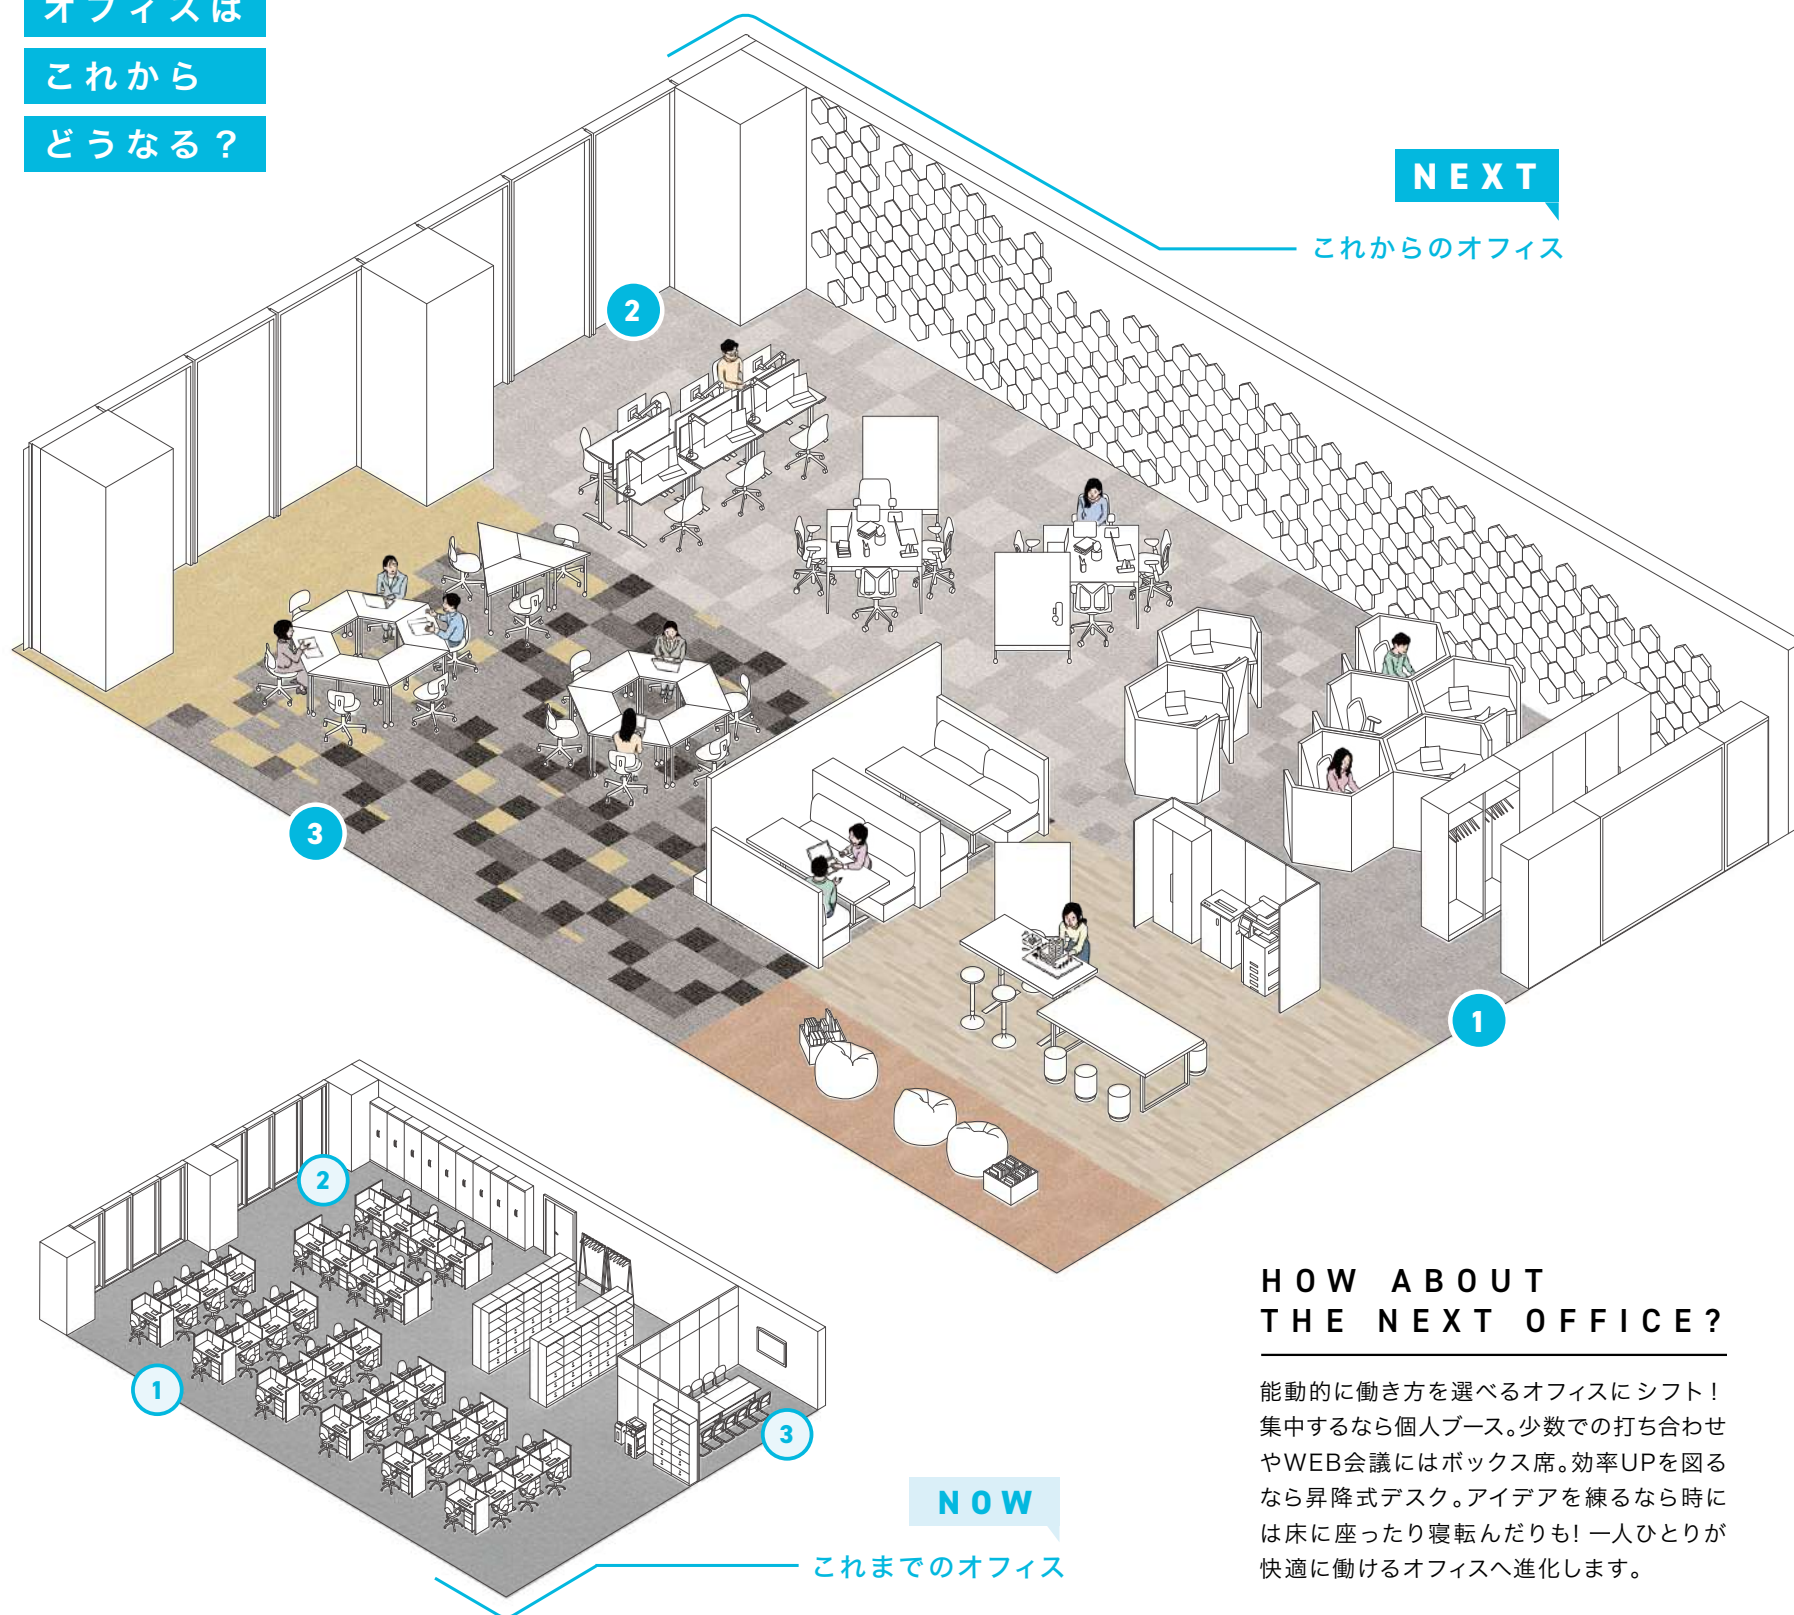 オフィスは
これから
どうなる？
NEXT
これからのオフィス
2
3
1
2
1
3
NOW
これまでのオフィス
HOW ABOUT
THE NEXT OFFICE?
能動的に働き方を選べるオフィスにシフト！
集中するなら個人ブース。少数での打ち合わせ
やWEB会議にはボックス席。効率UPを図る
なら昇降式デスク。アイデアを練るなら時に
は床に座ったり寝転んだりも！一人ひとりが
快適に働けるオフィスへ進化します。